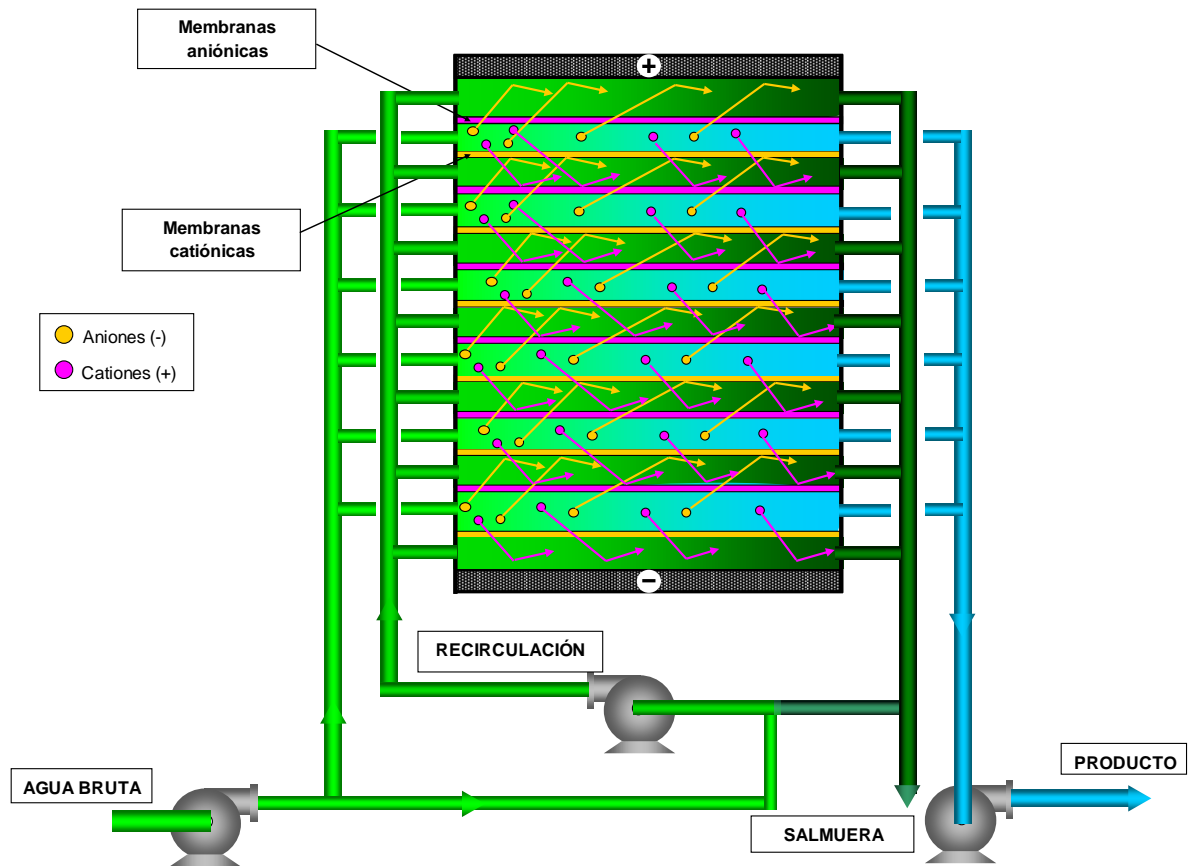 Membranas
aniónicas
+
Membranas
catiónicas
Aniones (-)
Cationes (+)
−
RECIRCULACIÓN
AGUA BRUTA
PRODUCTO
SALMUERA